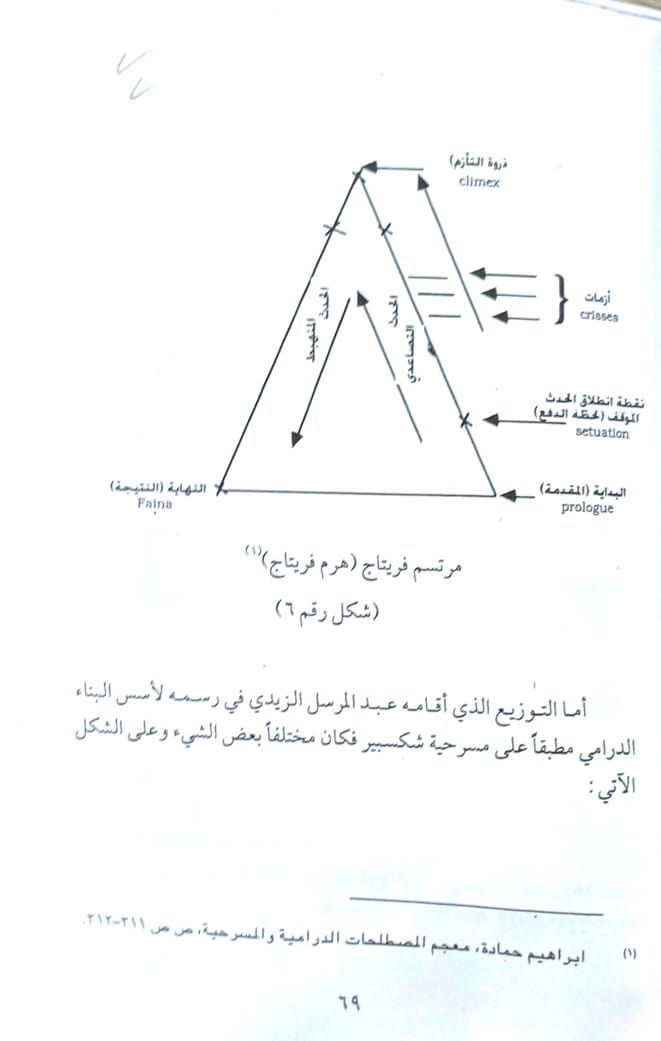 ذروة التأزم)
climex
أزمات
crisses
نقطة انطلاق الحدث
الموقف (لحظة الدفع)
setuation
البداية (المقدمة)
prologue
الحدث
التصاعدي
الحدث
المنهبط
النهاية (النتيجة)
Faina
مرتسم فريتاج (هرم فريتاج)(١)
(شكل رقم ٦)
أما التوزيع الذي أقامه عبد المرسل الزيدي في رسمه لأسس البناء
الدرامي مطبقاً على مسرحية شكسبير فكان مختلفاً بعض الشيء وعلى الشكل
الآتي :
(١) ابراهيم حمادة، معجم المصطلحات الدرامية والمسرحية، ص ص ٢١١-٢١٢.
٦٩